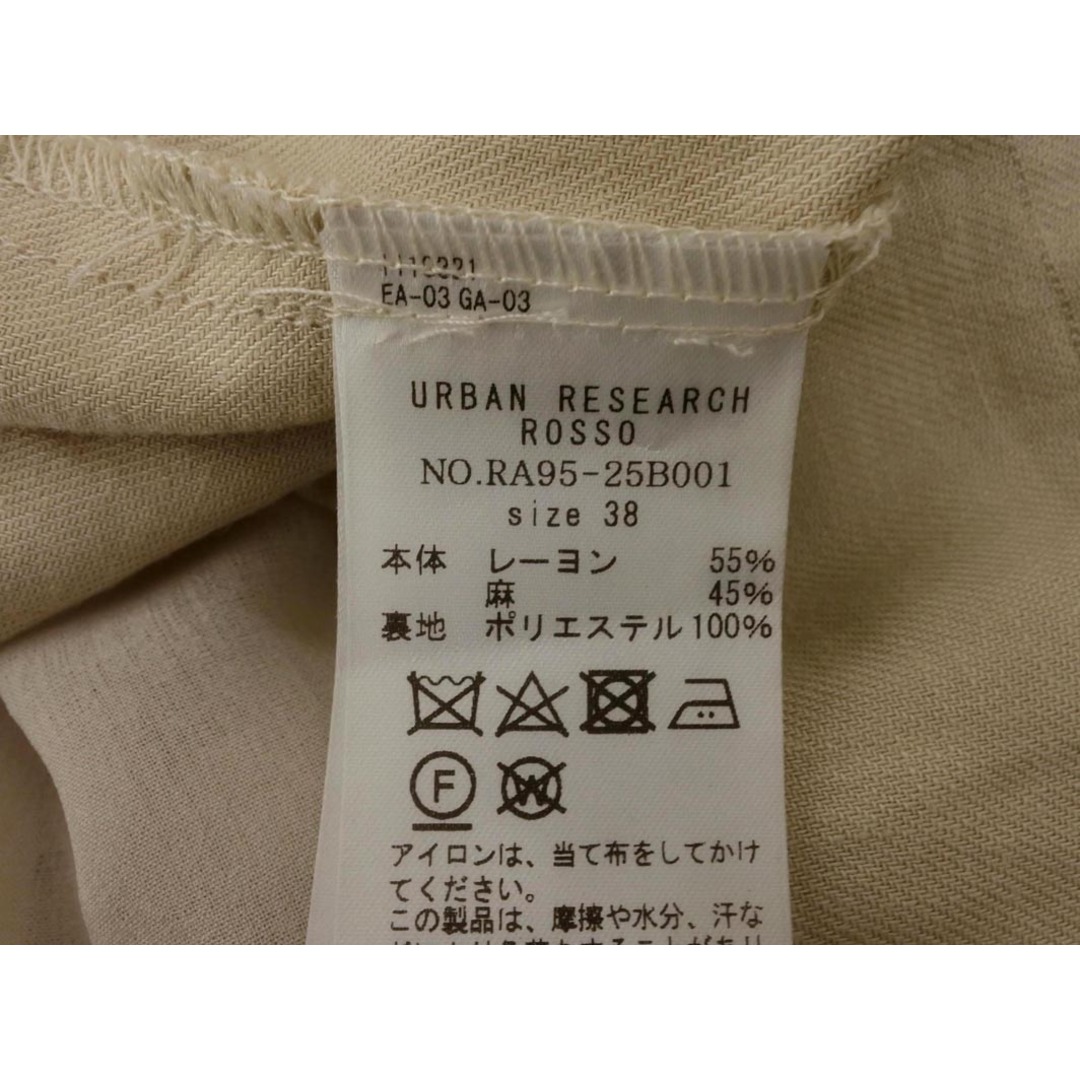 EA-03 GA-03
URBAN RESEARCH
ROSSO
NO.RA95-25B001
size 38
本体 レーヨン 55%
麻 45%
裏地 ポリエステル 100%
F W
アイロンは、当て布をしてかけ
てください。
この製品は、摩擦や水分、汗な